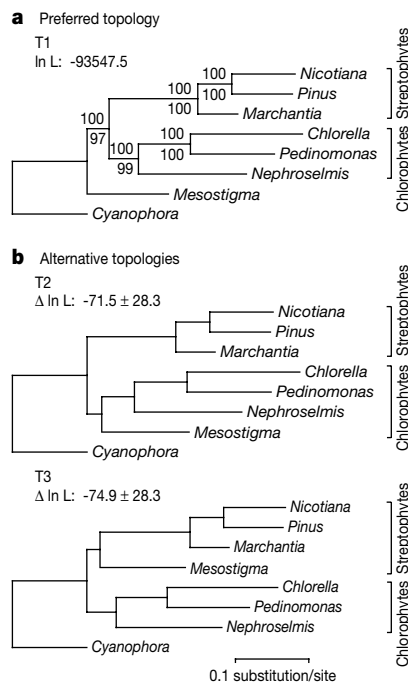 a Preferred topology
T1
ln L: -93547.5
100
100
Nicotiana
100
100
Pinus
Marchantia
Streptophytes
100
97
100
99
100
100
Chlorella
Pedinomonas
Nephroselmis
Chlorophytes
Mesostigma
Cyanophora
b Alternative topologies
T2
Δ ln L: -71.5 ± 28.3
Nicotiana
Pinus
Marchantia
Streptophytes
Chlorella
Pedinomonas
Nephroselmis
Mesostigma
Chlorophytes
Cyanophora
T3
Δ ln L: -74.9 ± 28.3
Nicotiana
Pinus
Marchantia
Mesostigma
Streptophytes
Chlorella
Pedinomonas
Nephroselmis
Chlorophytes
Cyanophora
0.1 substitution/site